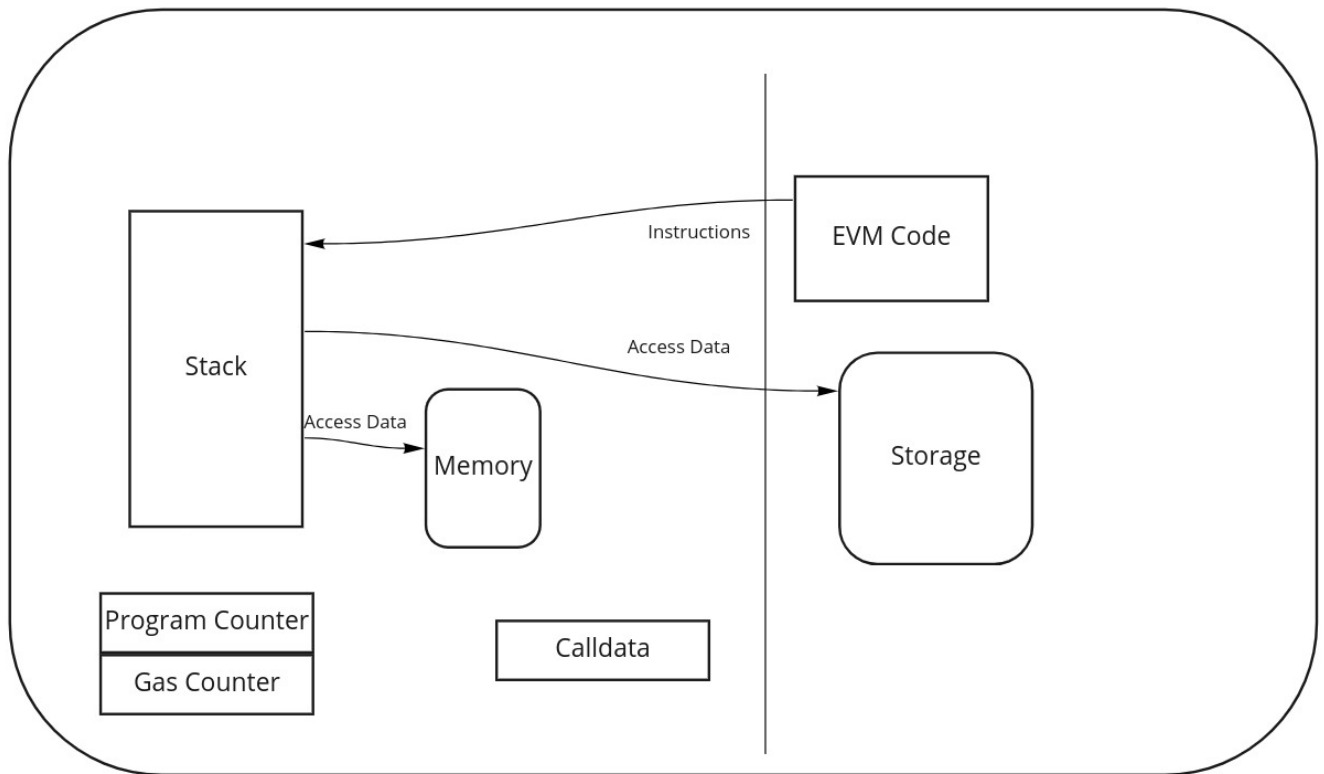 Instructions
EVM Code
Stack
Access Data
Access Data
Memory
Storage
Program Counter
Gas Counter
Calldata